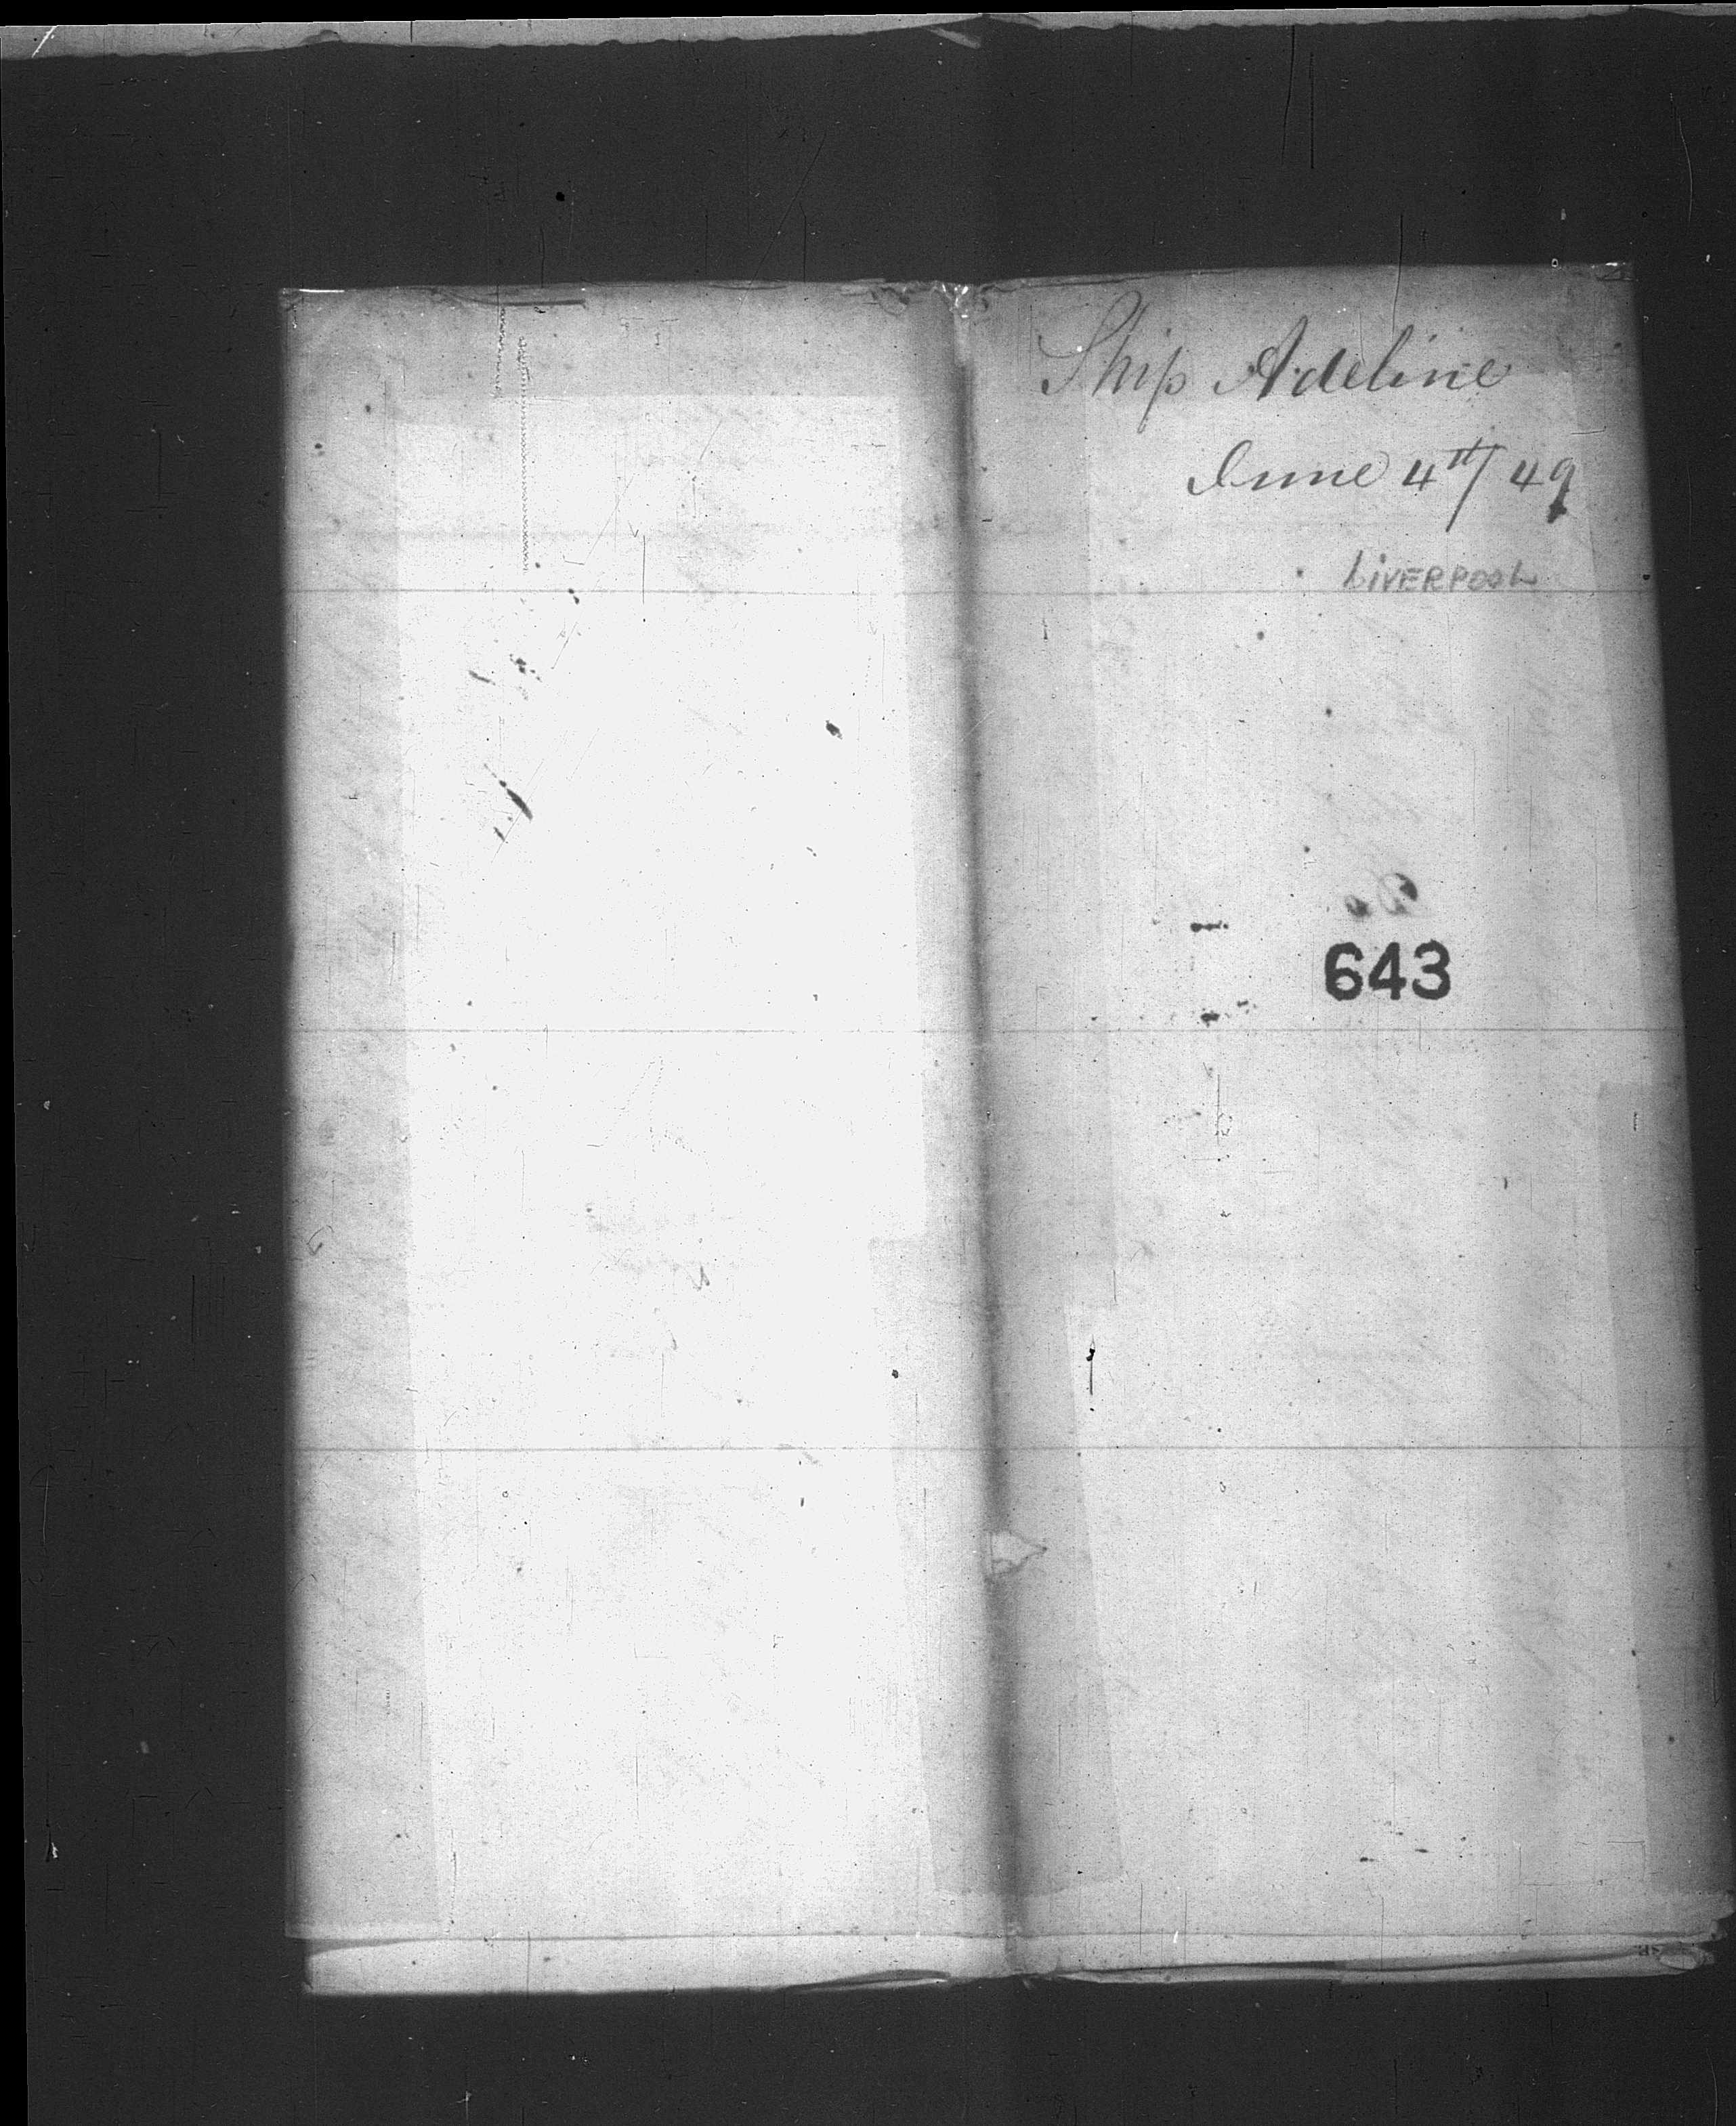 Ship Adeline
June 4th/49
LIVERPOOL
643